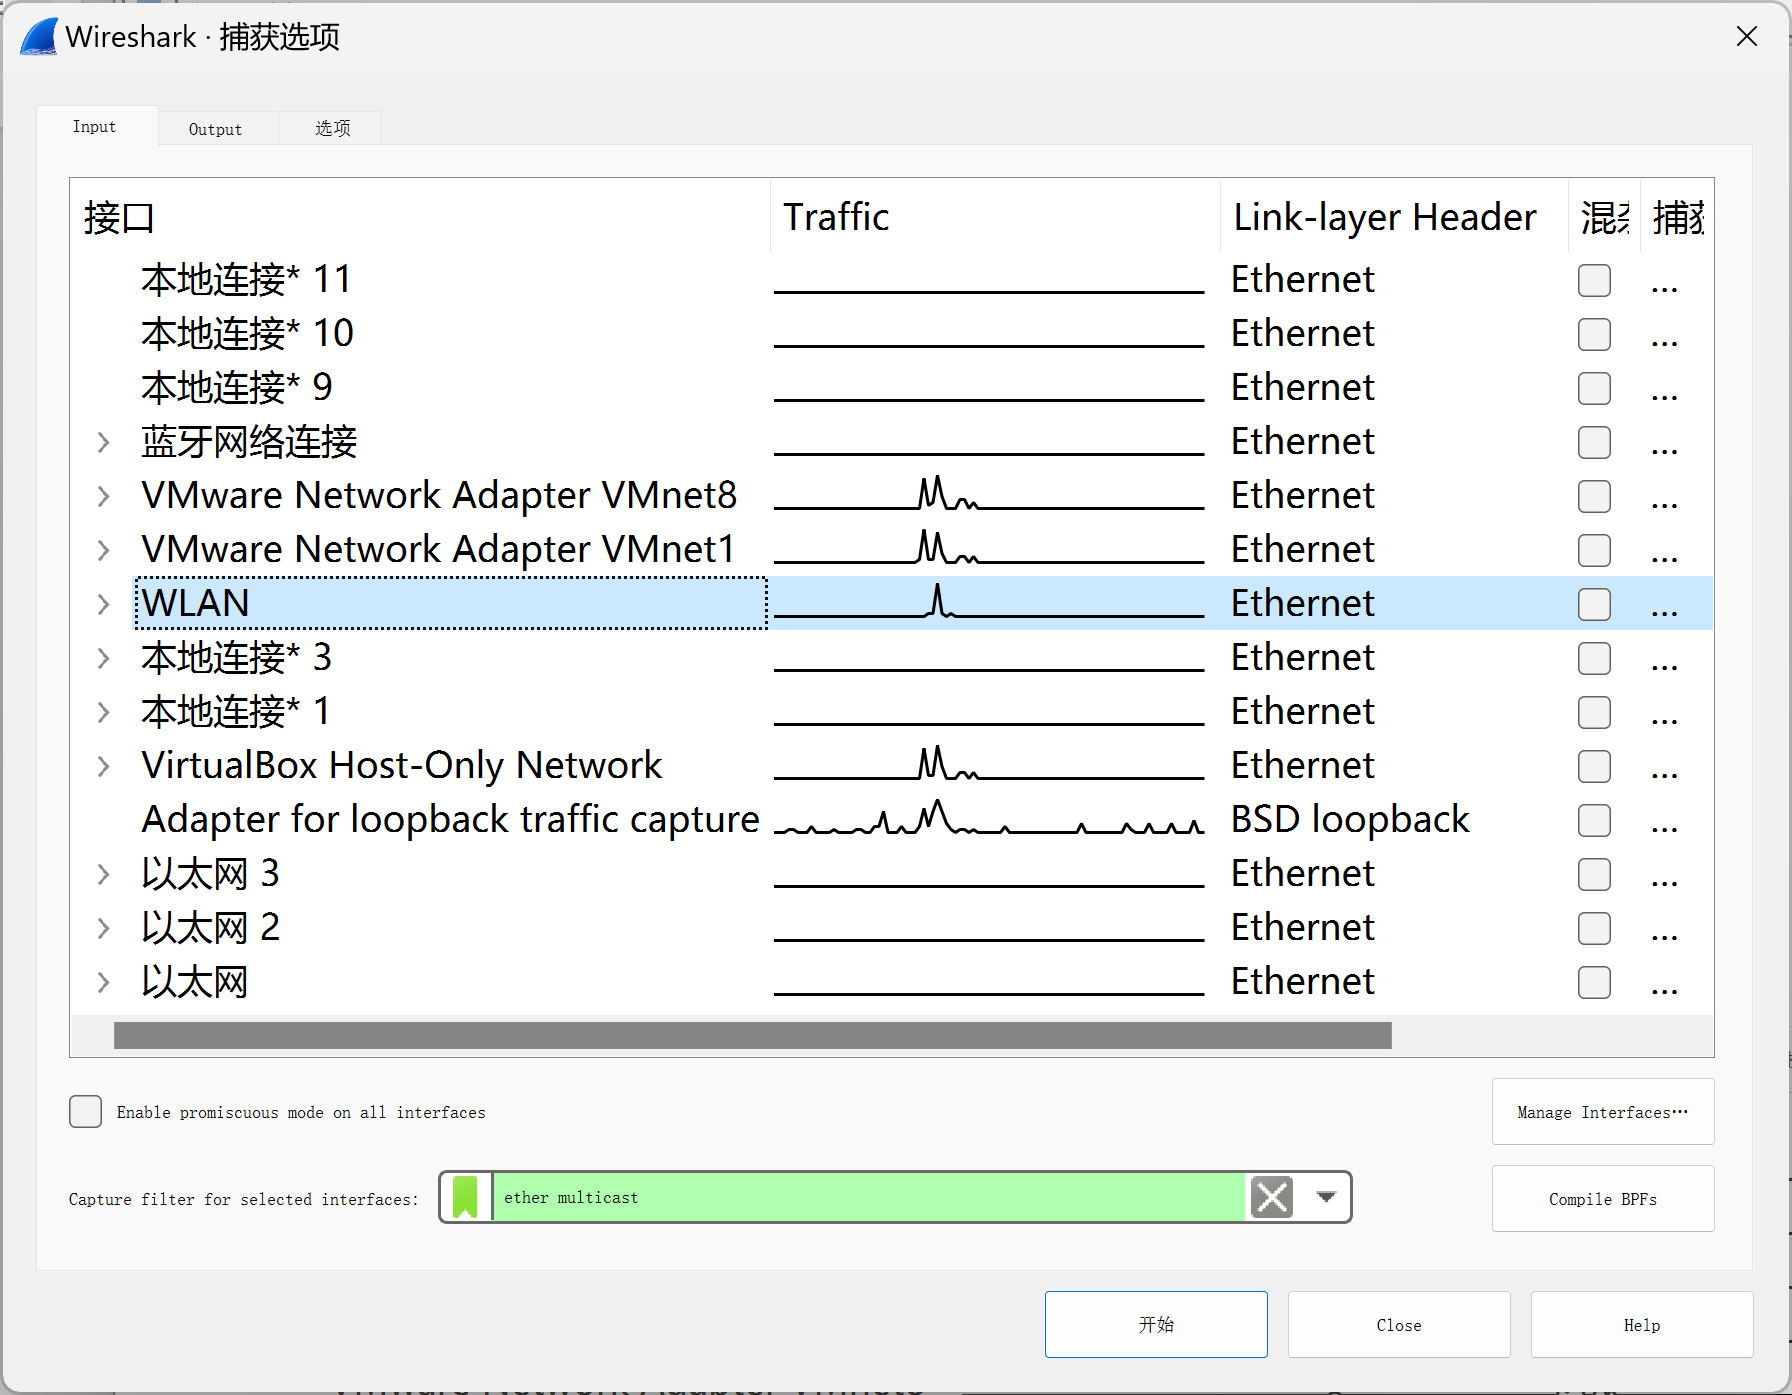 Wireshark · 捕获选项
Input Output 选项
接口 Traffic Link-layer Header 混杂 捕获
本地连接* 11 Ethernet ...
本地连接* 10 Ethernet ...
本地连接* 9 Ethernet ...
蓝牙网络连接 Ethernet ...
VMware Network Adapter VMnet8 Ethernet ...
VMware Network Adapter VMnet1 Ethernet ...
WLAN Ethernet ...
本地连接* 3 Ethernet ...
本地连接* 1 Ethernet ...
VirtualBox Host-Only Network Ethernet ...
Adapter for loopback traffic capture BSD loopback ...
以太网 3 Ethernet ...
以太网 2 Ethernet ...
以太网 Ethernet ...
Enable promiscuous mode on all interfaces Manage Interfaces…
Capture filter for selected interfaces: ether multicast Compile BPFs
开始 Close Help